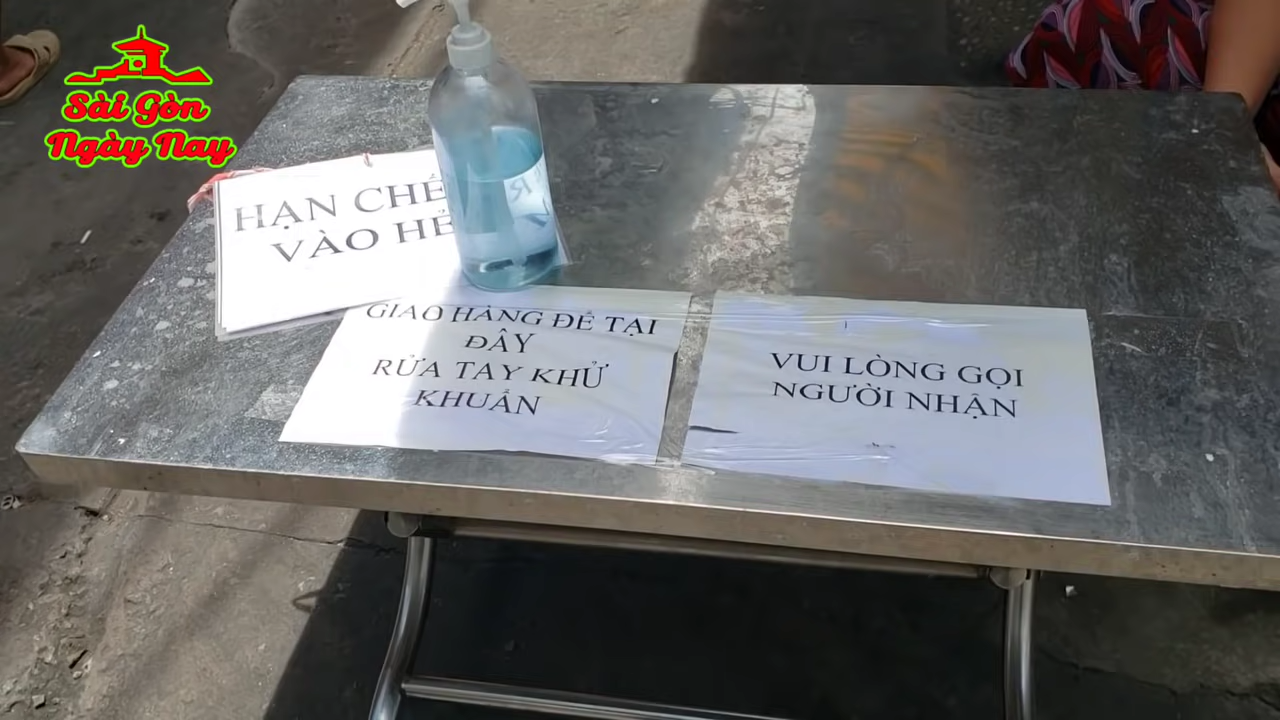 Sài Gòn
Ngày Nay
HẠN CHẾ
VÀO HẺ
GIAO HÀNG ĐỂ TẠI
ĐÂY
RỬA TAY KHỬ
KHUẨN
VUI LÒNG GỌI
NGƯỜI NHẬN